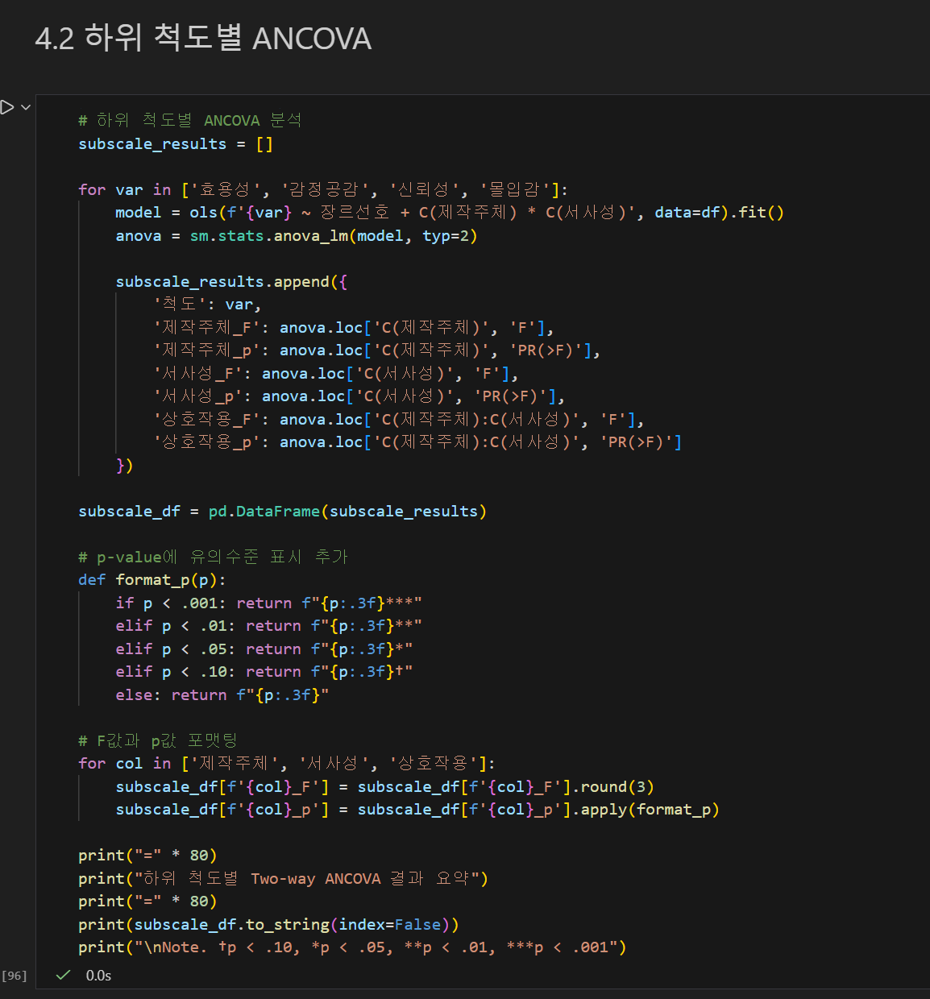 4.2 하위 척도별 ANCOVA
# 하위 척도별 ANCOVA 분석
subscale_results = []
for var in ['효용성', '감정공감', '신뢰성', '몰입감']:
model = ols(f'{var} ~ 장르선호 + C(제작주체) * C(서사성)', data=df).fit()
anova = sm.stats.anova_lm(model, typ=2)
subscale_results.append({
'척도': var,
'제작주체_F': anova.loc['C(제작주체)', 'F'],
'제작주체_p': anova.loc['C(제작주체)', 'PR(>F)'],
'서사성_F': anova.loc['C(서사성)', 'F'],
'서사성_p': anova.loc['C(서사성)', 'PR(>F)'],
'상호작용_F': anova.loc['C(제작주체):C(서사성)', 'F'],
'상호작용_p': anova.loc['C(제작주체):C(서사성)', 'PR(>F)']
})
subscale_df = pd.DataFrame(subscale_results)
# p-value에 유의수준 표시 추가
def format_p(p):
if p < .001: return f"{p:.3f}***"
elif p < .01: return f"{p:.3f}**"
elif p < .05: return f"{p:.3f}*"
elif p < .10: return f"{p:.3f}†"
else: return f"{p:.3f}"
# F값과 p값 포맷팅
for col in ['제작주체', '서사성', '상호작용']:
subscale_df[f'{col}_F'] = subscale_df[f'{col}_F'].round(3)
subscale_df[f'{col}_p'] = subscale_df[f'{col}_p'].apply(format_p)
print("=" * 80)
print("하위 척도별 Two-way ANCOVA 결과 요약")
print("=" * 80)
print(subscale_df.to_string(index=False))
print("\nNote. †p < .10, *p < .05, **p < .01, ***p < .001")
[96] 0.0s